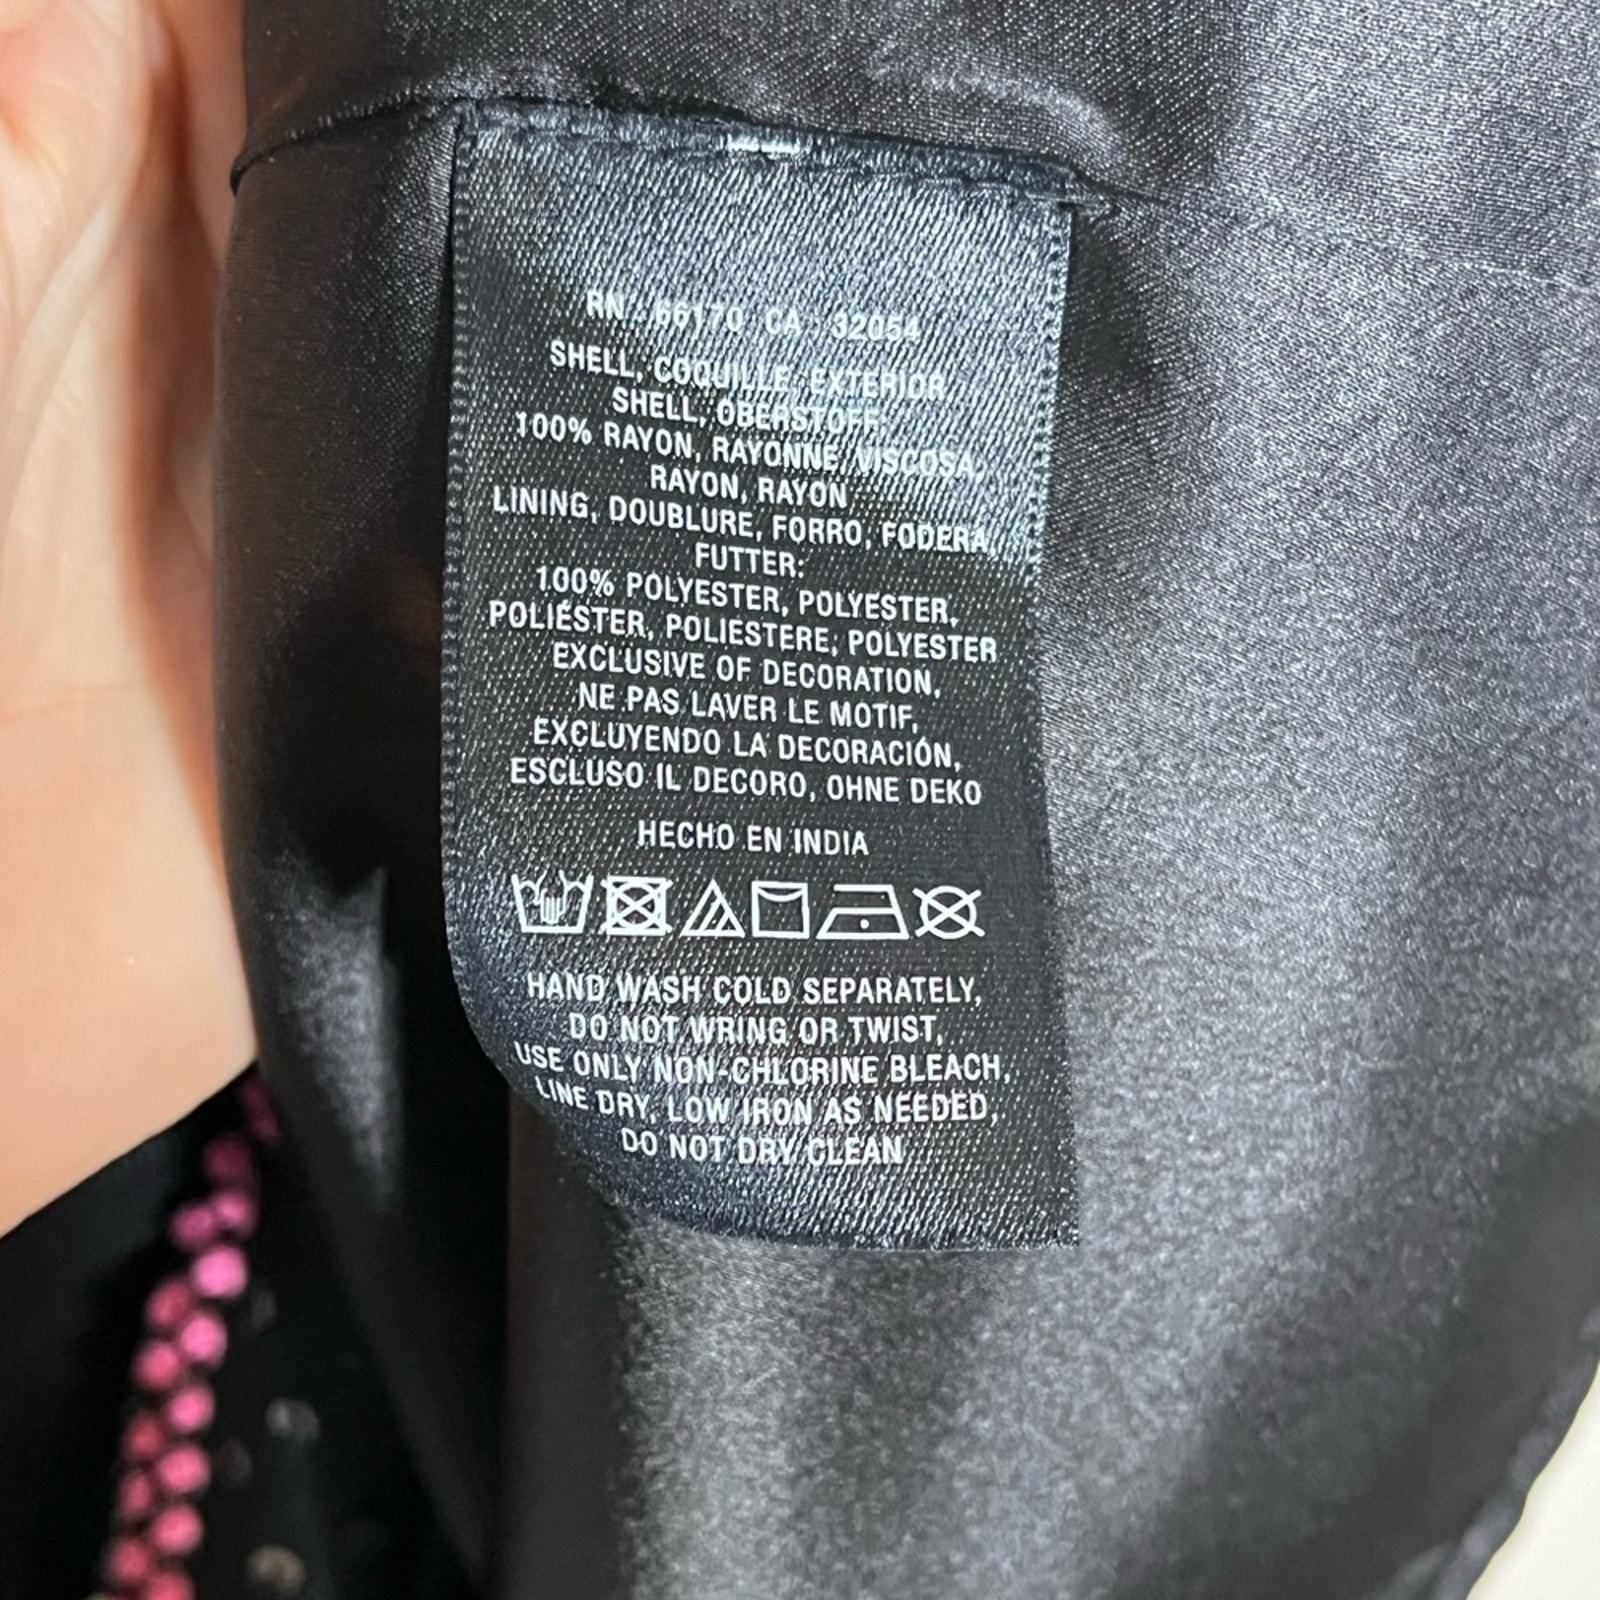 RN : 66170 CA : 32054
SHELL, COQUILLE, EXTERIOR,
SHELL, OBERSTOFF:
100% RAYON, RAYONNE, VISCOSA,
RAYON, RAYON
LINING, DOUBLURE, FORRO, FODERA,
FUTTER:
100% POLYESTER, POLYESTER,
POLIÉSTER, POLIESTERE, POLYESTER
EXCLUSIVE OF DECORATION,
NE PAS LAVER LE MOTIF,
EXCLUYENDO LA DECORACIÓN,
ESCLUSO IL DECORO, OHNE DEKO
HECHO EN INDIA
HAND WASH COLD SEPARATELY,
DO NOT WRING OR TWIST,
USE ONLY NON-CHLORINE BLEACH,
LINE DRY, LOW IRON AS NEEDED,
DO NOT DRY CLEAN